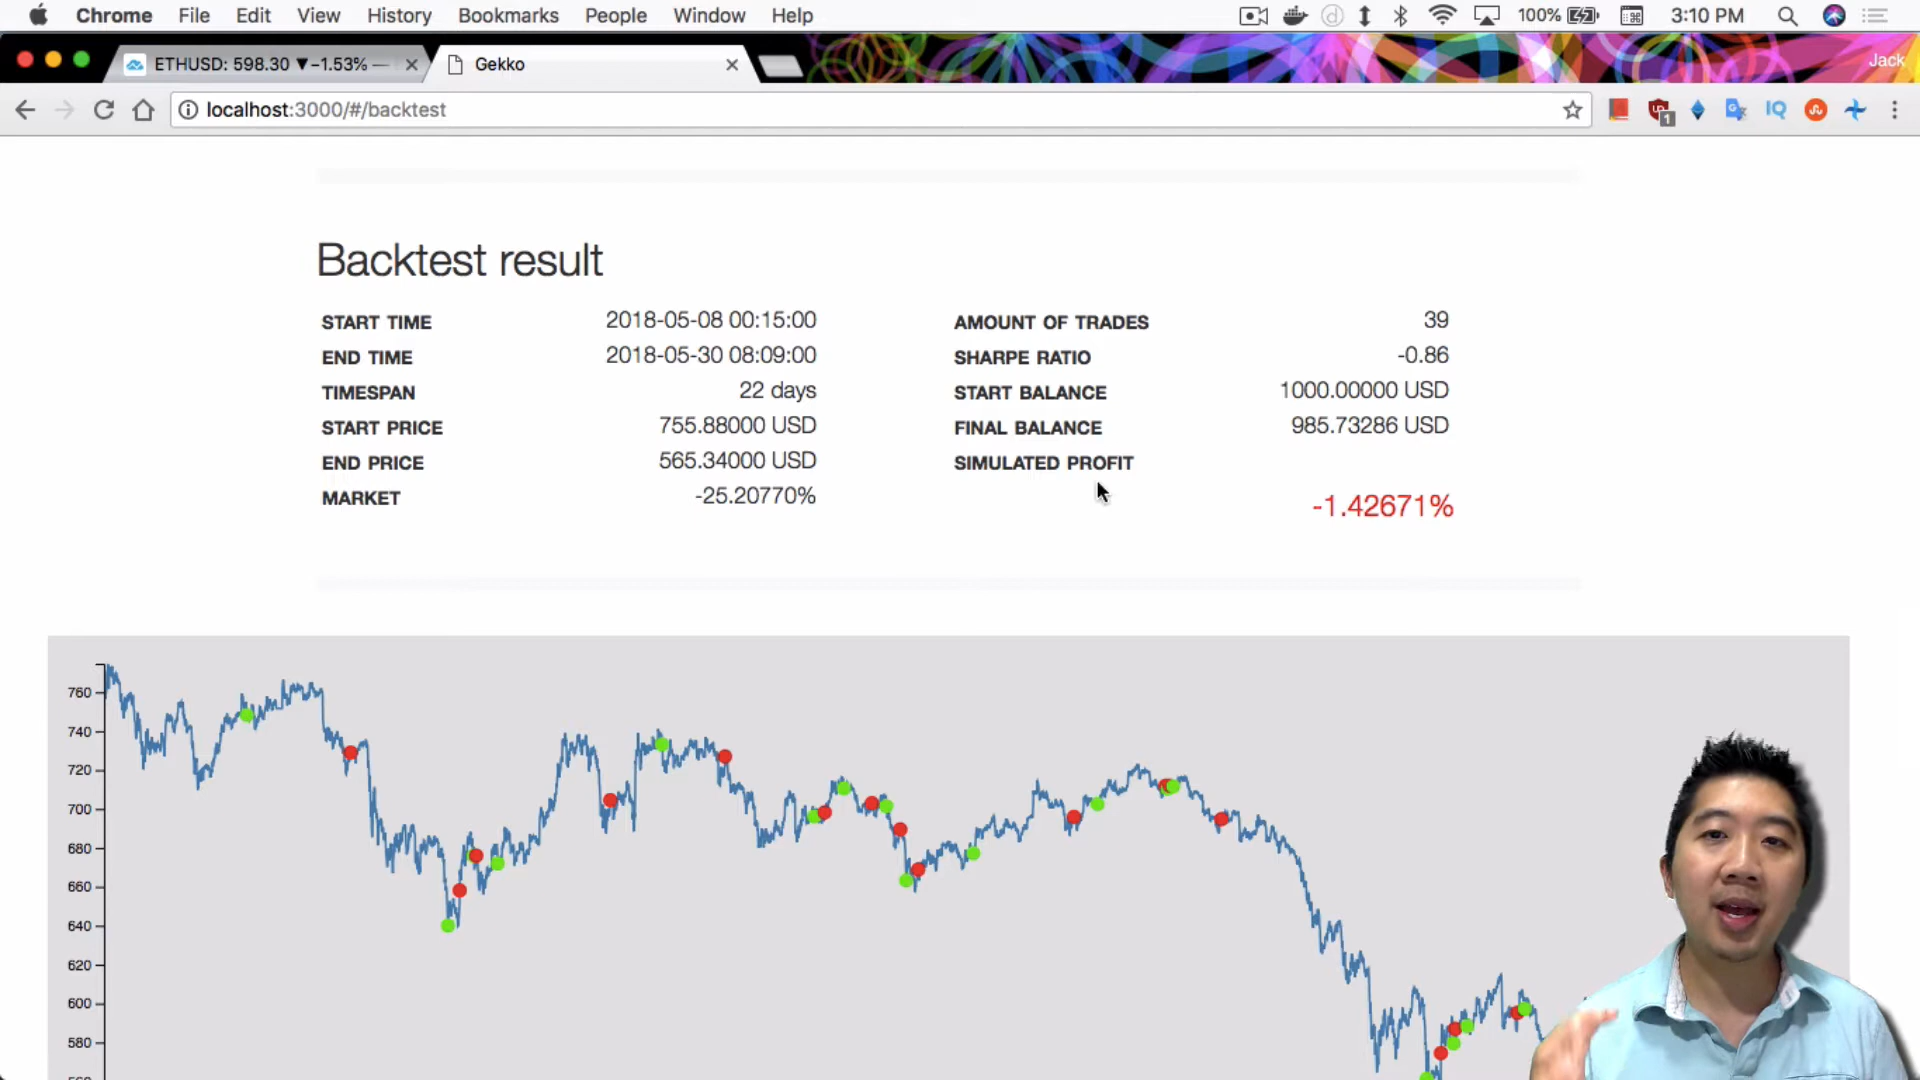 Chrome File Edit View History Bookmarks People Window Help 100% 3:10 PM
ETHUSD: 598.30 ▼−1.53% — Gekko Jack
localhost:3000/#/backtest 1 IQ
Backtest result
START TIME 2018-05-08 00:15:00 AMOUNT OF TRADES 39
END TIME 2018-05-30 08:09:00 SHARPE RATIO -0.86
TIMESPAN 22 days START BALANCE 1000.00000 USD
START PRICE 755.88000 USD FINAL BALANCE 985.73286 USD
END PRICE 565.34000 USD SIMULATED PROFIT
MARKET -25.20770% -1.42671%
760
740
720
700
680
660
640
620
600
580